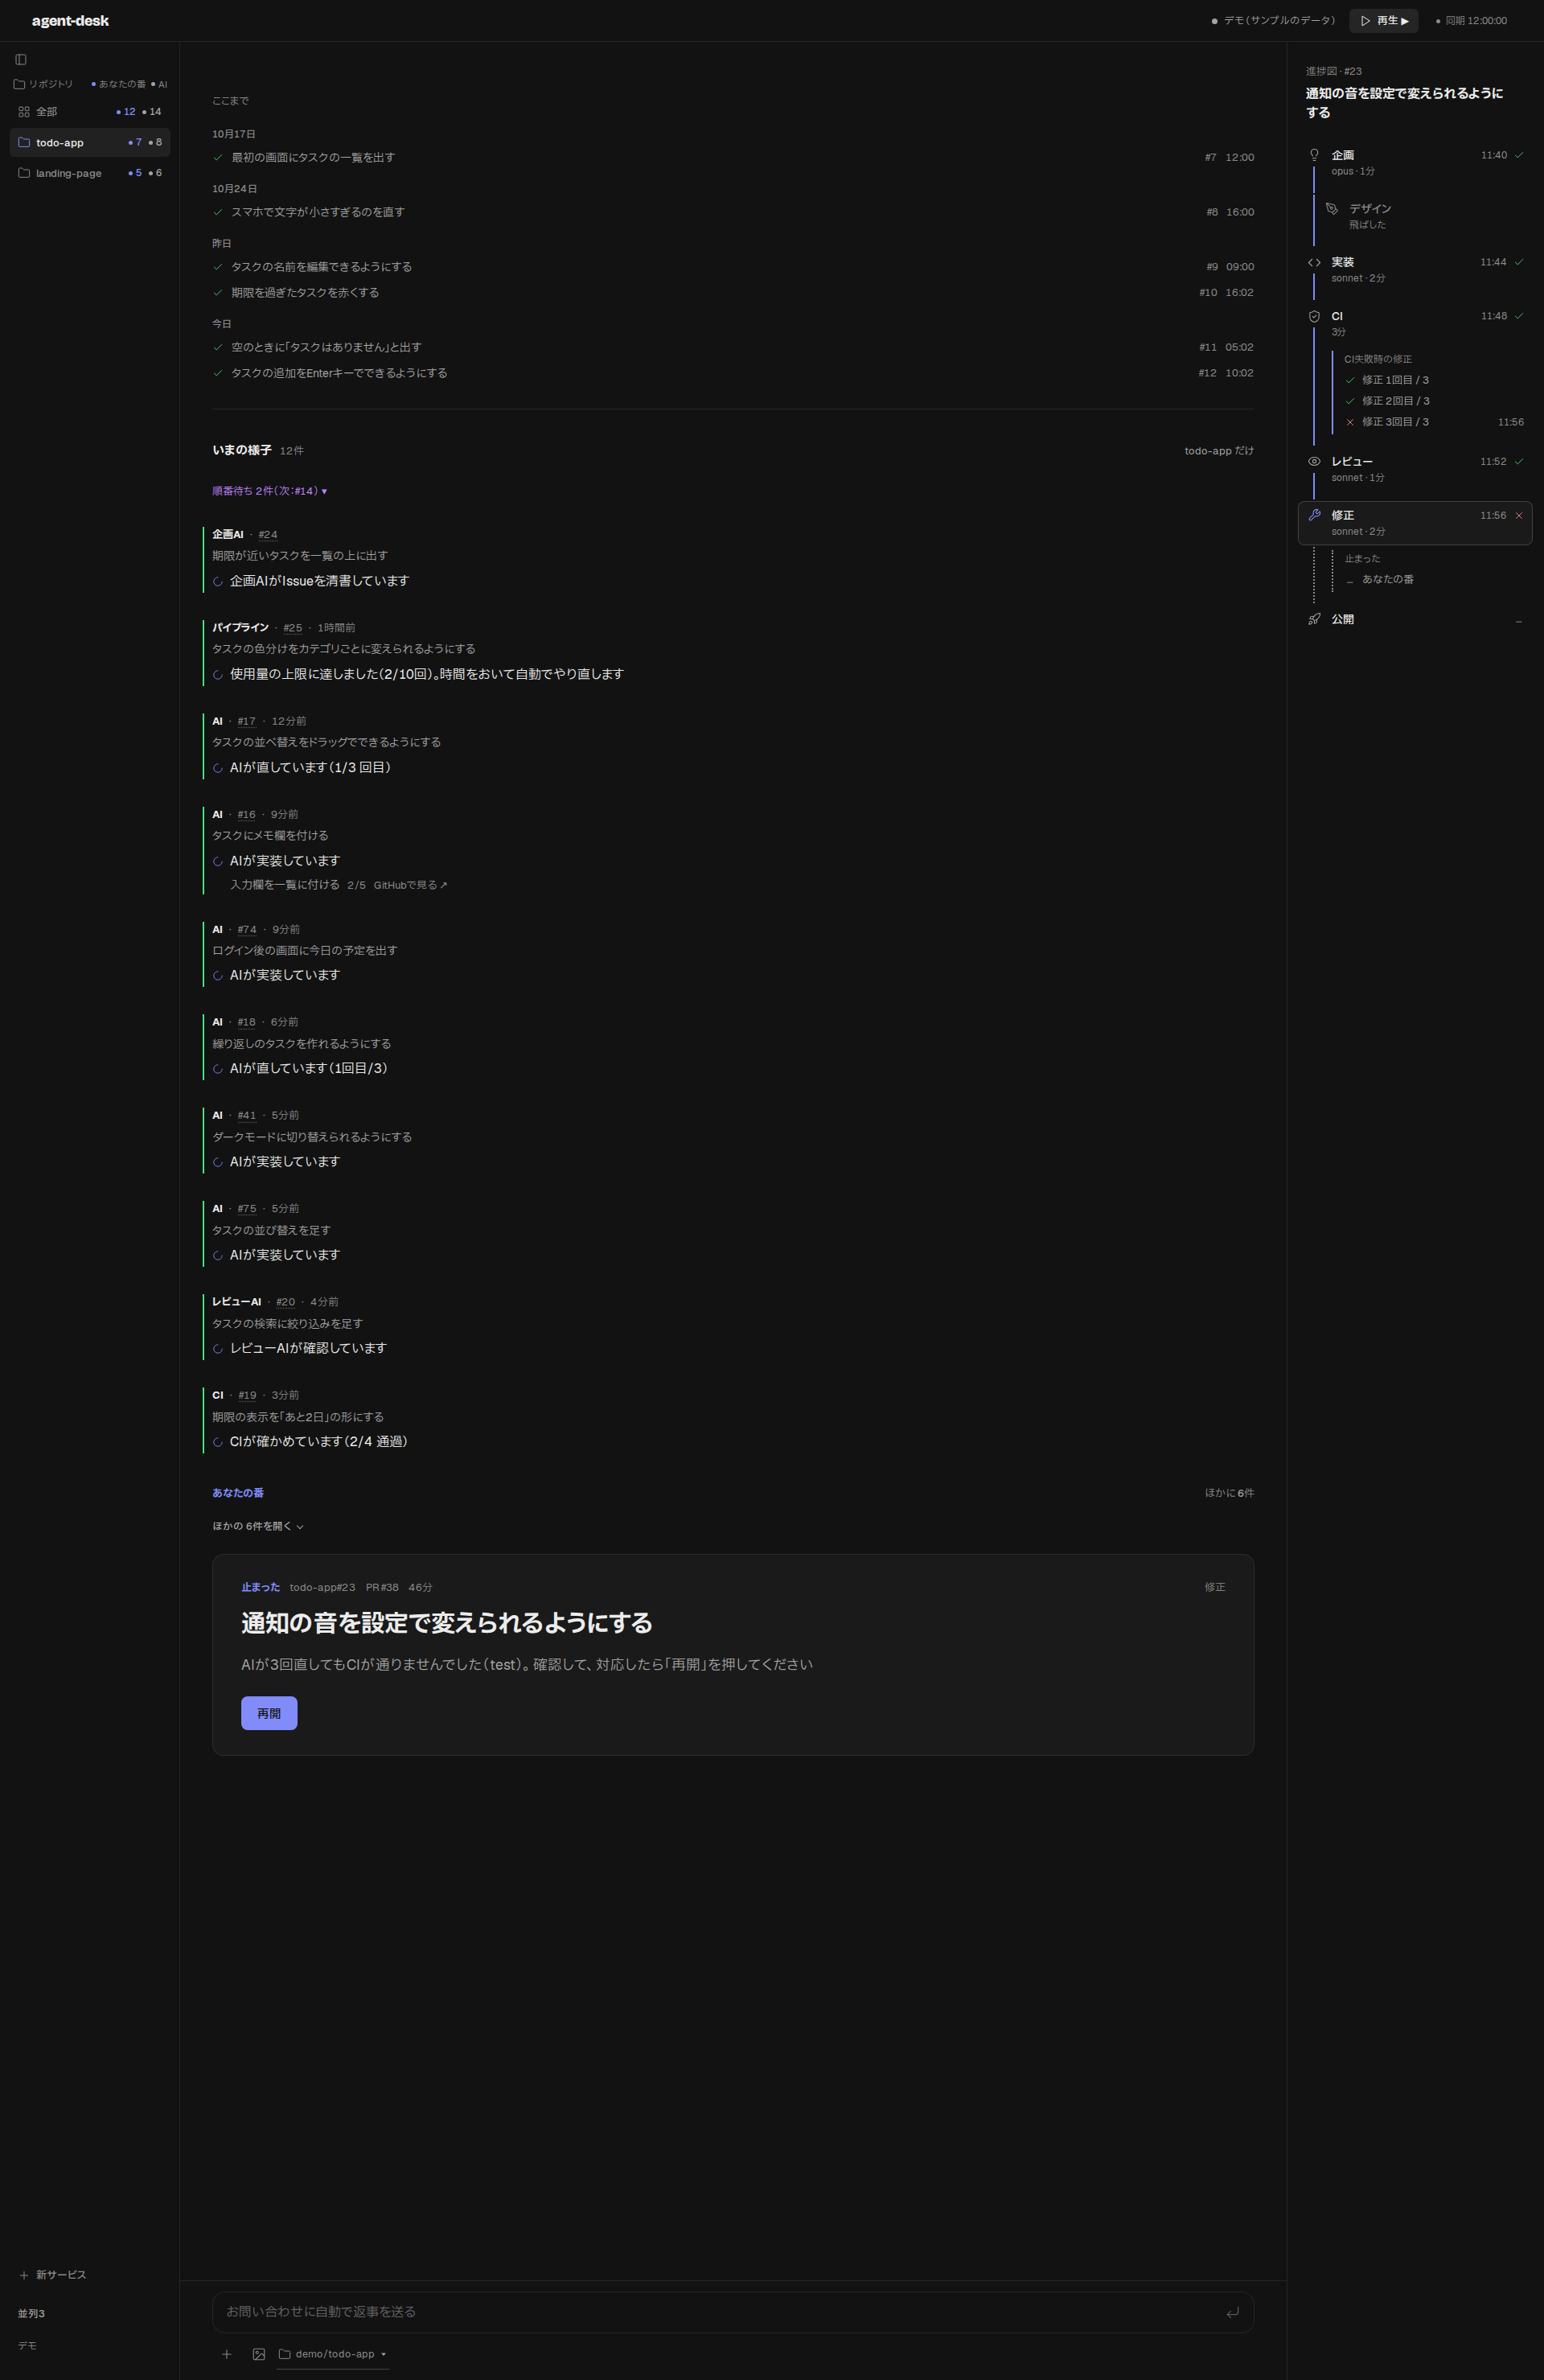 agent-desk
デモ（サンプルのデータ）
再生 ▶
同期 12:00:00
リポジトリ
あなたの番
AI
全部
12
14
todo-app
7
8
landing-page
5
6
ここまで
10月17日
最初の画面にタスクの一覧を出す
#7 12:00
10月24日
スマホで文字が小さすぎるのを直す
#8 16:00
昨日
タスクの名前を編集できるようにする
#9 09:00
期限を過ぎたタスクを赤くする
#10 16:02
今日
空のときに「タスクはありません」と出す
#11 05:02
タスクの追加をEnterキーでできるようにする
#12 10:02
いまの様子 12件
todo-app だけ
順番待ち 2件（次：#14）▾
企画AI · #24
期限が近いタスクを一覧の上に出す
企画AIがIssueを清書しています
パイプライン · #25 · 1時間前
タスクの色分けをカテゴリごとに変えられるようにする
使用量の上限に達しました（2/10回）。時間をおいて自動でやり直します
AI · #17 · 12分前
タスクの並べ替えをドラッグでできるようにする
AIが直しています（1/3 回目）
AI · #16 · 9分前
タスクにメモ欄を付ける
AIが実装しています
入力欄を一覧に付ける 2/5 GitHubで見る ↗
AI · #74 · 9分前
ログイン後の画面に今日の予定を出す
AIが実装しています
AI · #18 · 6分前
繰り返しのタスクを作れるようにする
AIが直しています（1回目/3）
AI · #41 · 5分前
ダークモードに切り替えられるようにする
AIが実装しています
AI · #75 · 5分前
タスクの並び替えを足す
AIが実装しています
レビューAI · #20 · 4分前
タスクの検索に絞り込みを足す
レビューAIが確認しています
CI · #19 · 3分前
期限の表示を「あと2日」の形にする
CIが確かめています（2/4 通過）
あなたの番
ほかに 6件
ほかの 6件を開く
止まった todo-app#23 PR #38 46分
修正
通知の音を設定で変えられるようにする
AIが3回直してもCIが通りませんでした（test）。確認して、対応したら「再開」を押してください
再開
進捗図 · #23
通知の音を設定で変えられるように
する
企画 11:40
opus · 1分
デザイン
飛ばした
実装 11:44
sonnet · 2分
CI 11:48
3分
CI失敗時の修正
修正 1回目 / 3
修正 2回目 / 3
修正 3回目 / 3 11:56
レビュー 11:52
sonnet · 1分
修正 11:56
sonnet · 2分
止まった
_ あなたの番
公開 _
新サービス
並列3
デモ
お問い合わせに自動で返事を送る
demo/todo-app ▾